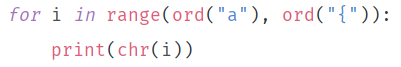 for i in range(ord("a"), ord("{")):
    print(chr(i))